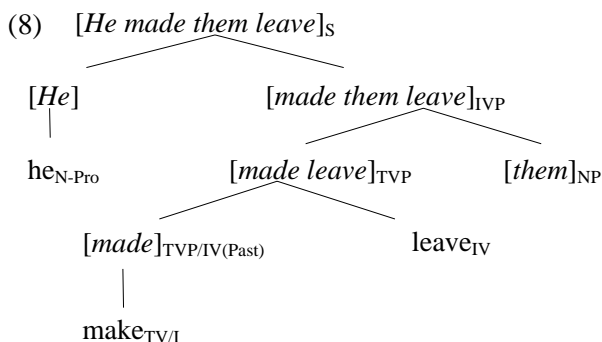 (8) [He made them leave]S
[He] [made them leave]IVP
heN-Pro [made leave]TVP [them]NP
[made]TVP/IV(Past) leaveIV
makeTV/I